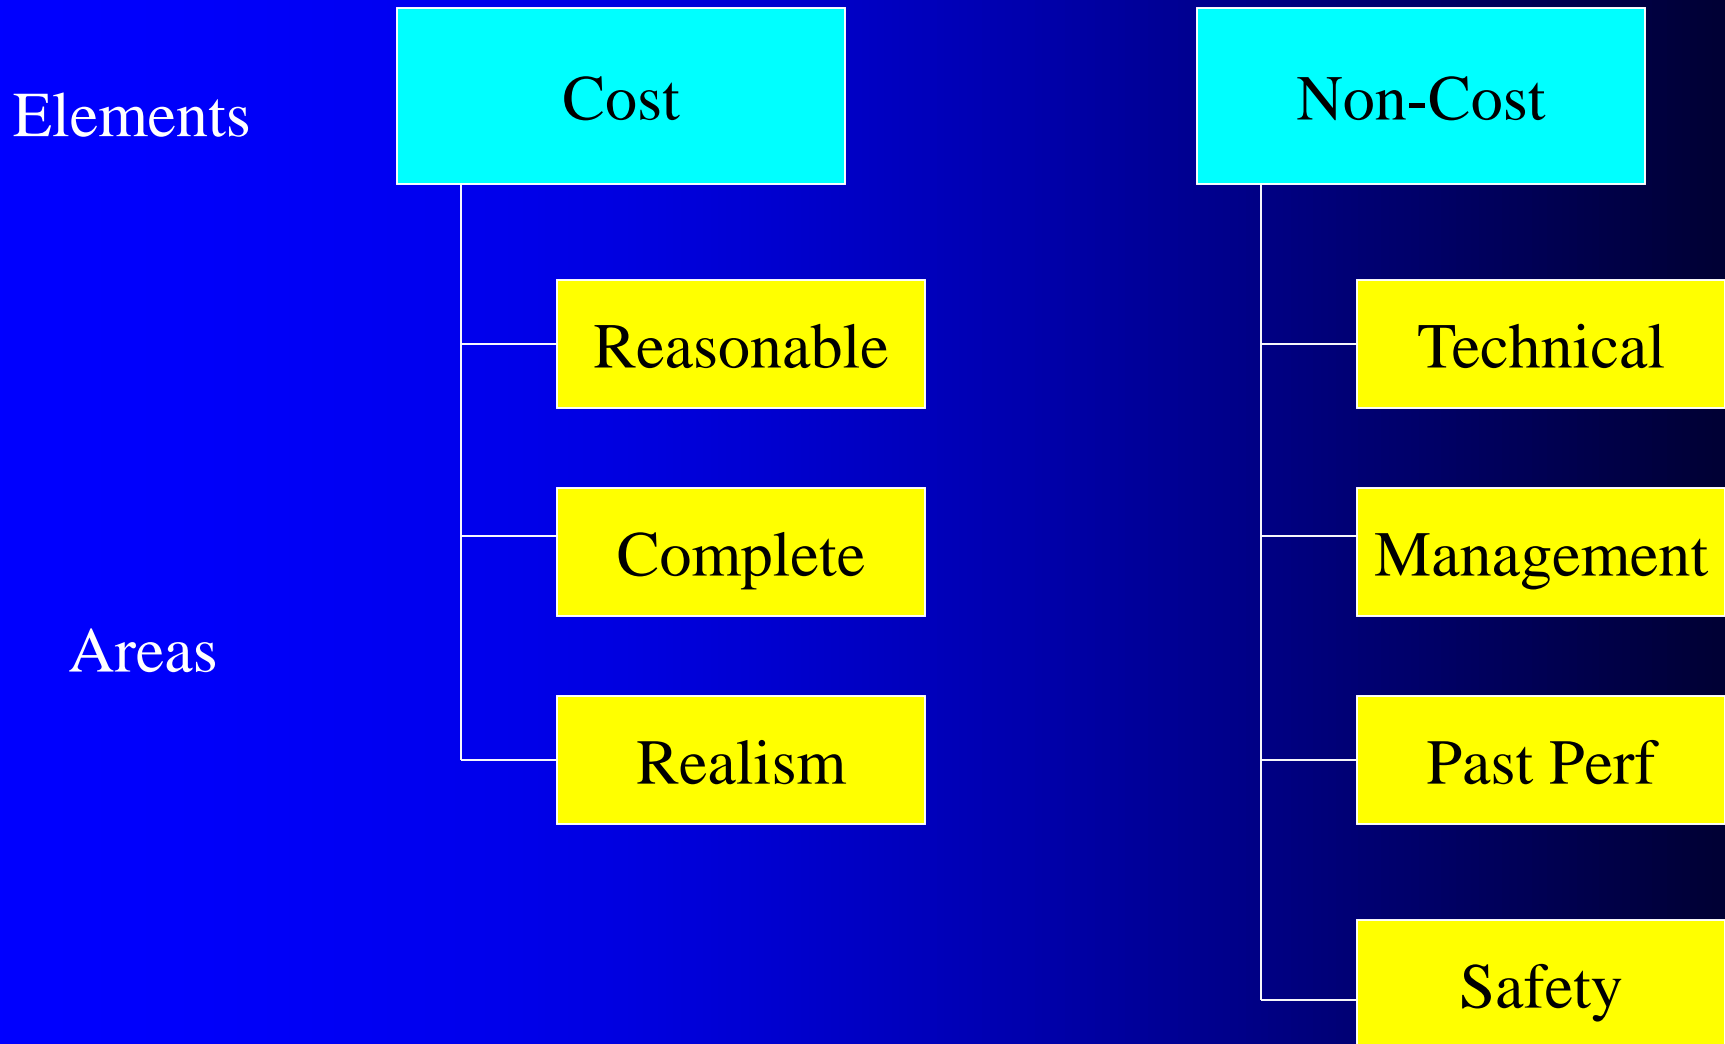 Elements
Cost
Non-Cost
Areas
Reasonable
Complete
Realism
Technical
Management
Past Perf
Safety